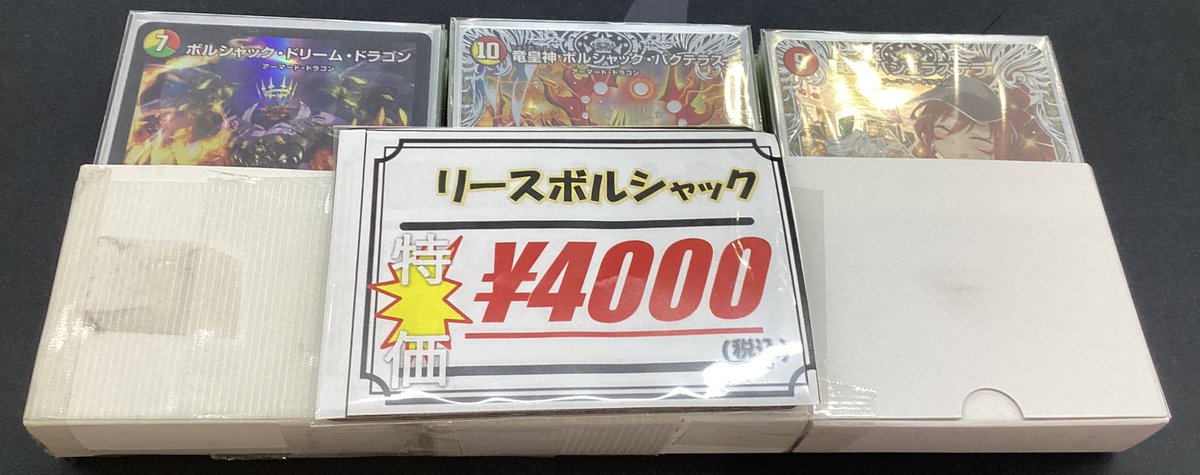 7
ボルシャック・ドリーム・ドラゴン
アーマード・ドラゴン
10
竜皇神・ボルシャック・バクテラス
アーマード・ドラゴン
9
リースボルシャック
特価
¥4000
(税込)